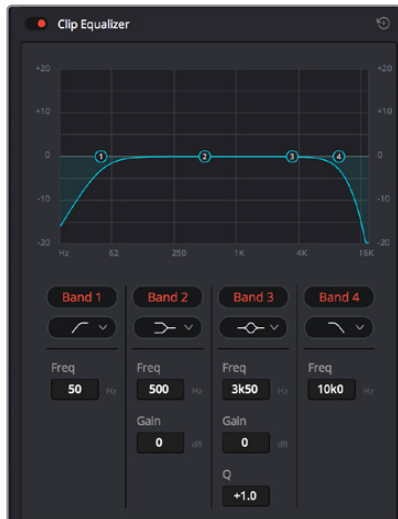 Clip Equalizer
+20 +20
+10 +10
0 1 2 3 4 0
-10 -10
-20 -20
Hz 62 250 1K 4K 16K
Band 1 Band 2 Band 3 Band 4
Freq Freq Freq Freq
50 Hz 500 Hz 3k50 Hz 10k0 Hz
Gain Gain
0 dB 0 dB
Q
+1.0